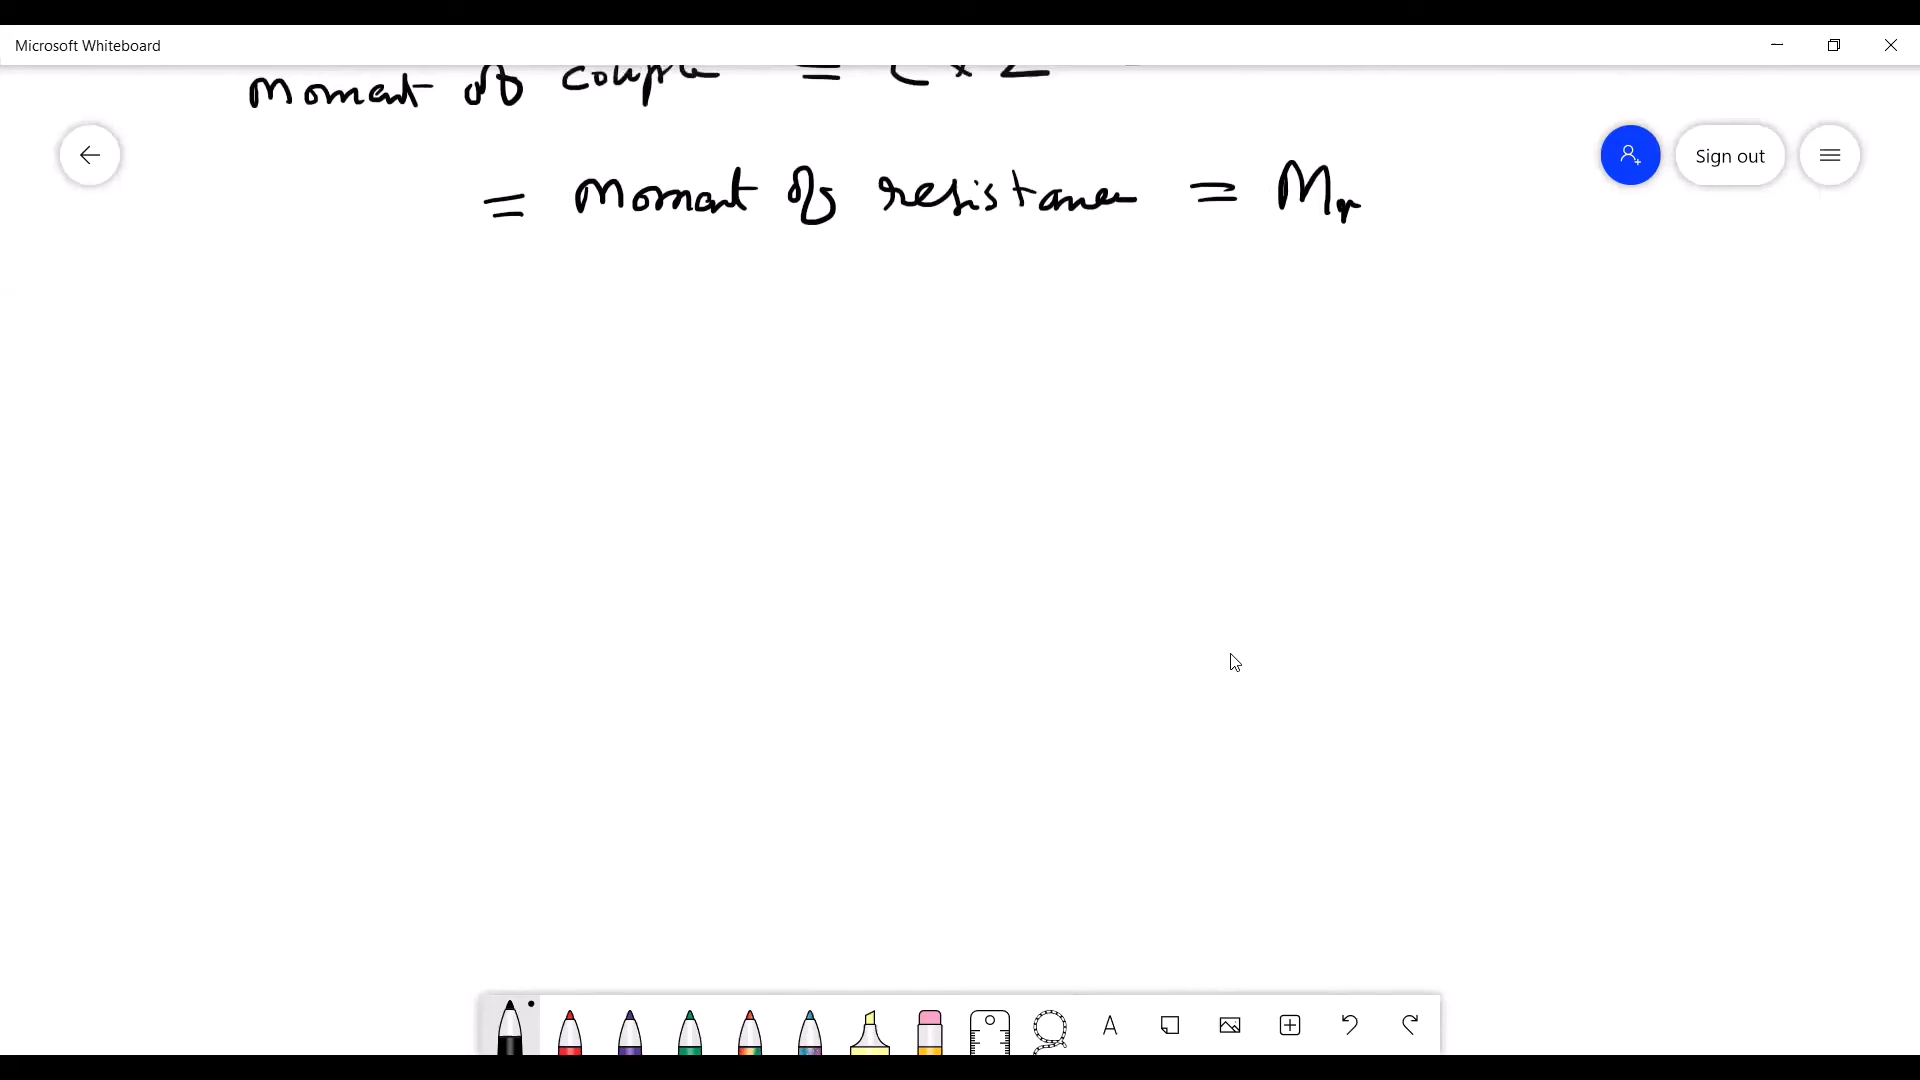 Microsoft Whiteboard
Moment of couple = C × Z
Sign out
= Moment of resistance = Mr
A